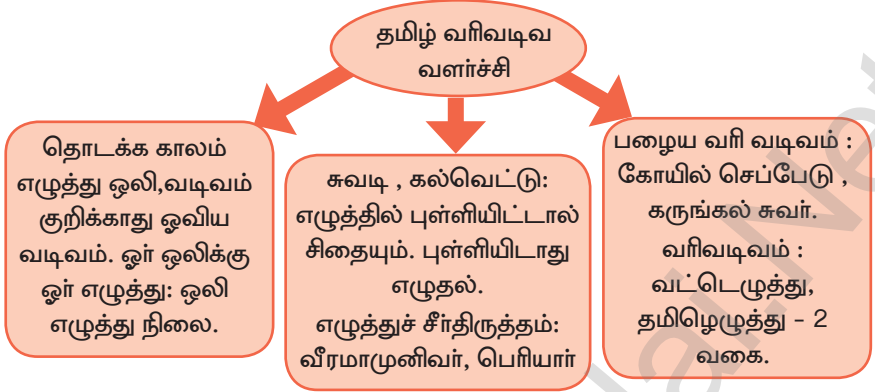 தமிழ் வரிவடிவ
வளர்ச்சி
தொடக்க காலம்
எழுத்து ஒலி,வடிவம்
குறிக்காது ஓவிய
வடிவம். ஓர் ஒலிக்கு
ஓர் எழுத்து: ஒலி
எழுத்து நிலை.
சுவடி , கல்வெட்டு:
எழுத்தில் புள்ளியிட்டால்
சிதையும். புள்ளியிடாது
எழுதல்.
எழுத்துச் சீர்திருத்தம்:
வீரமாமுனிவர், பெரியார்
பழைய வரி வடிவம் :
கோயில் செப்பேடு ,
கருங்கல் சுவர்.
வரிவடிவம் :
வட்டெழுத்து,
தமிழெழுத்து - 2
வகை.